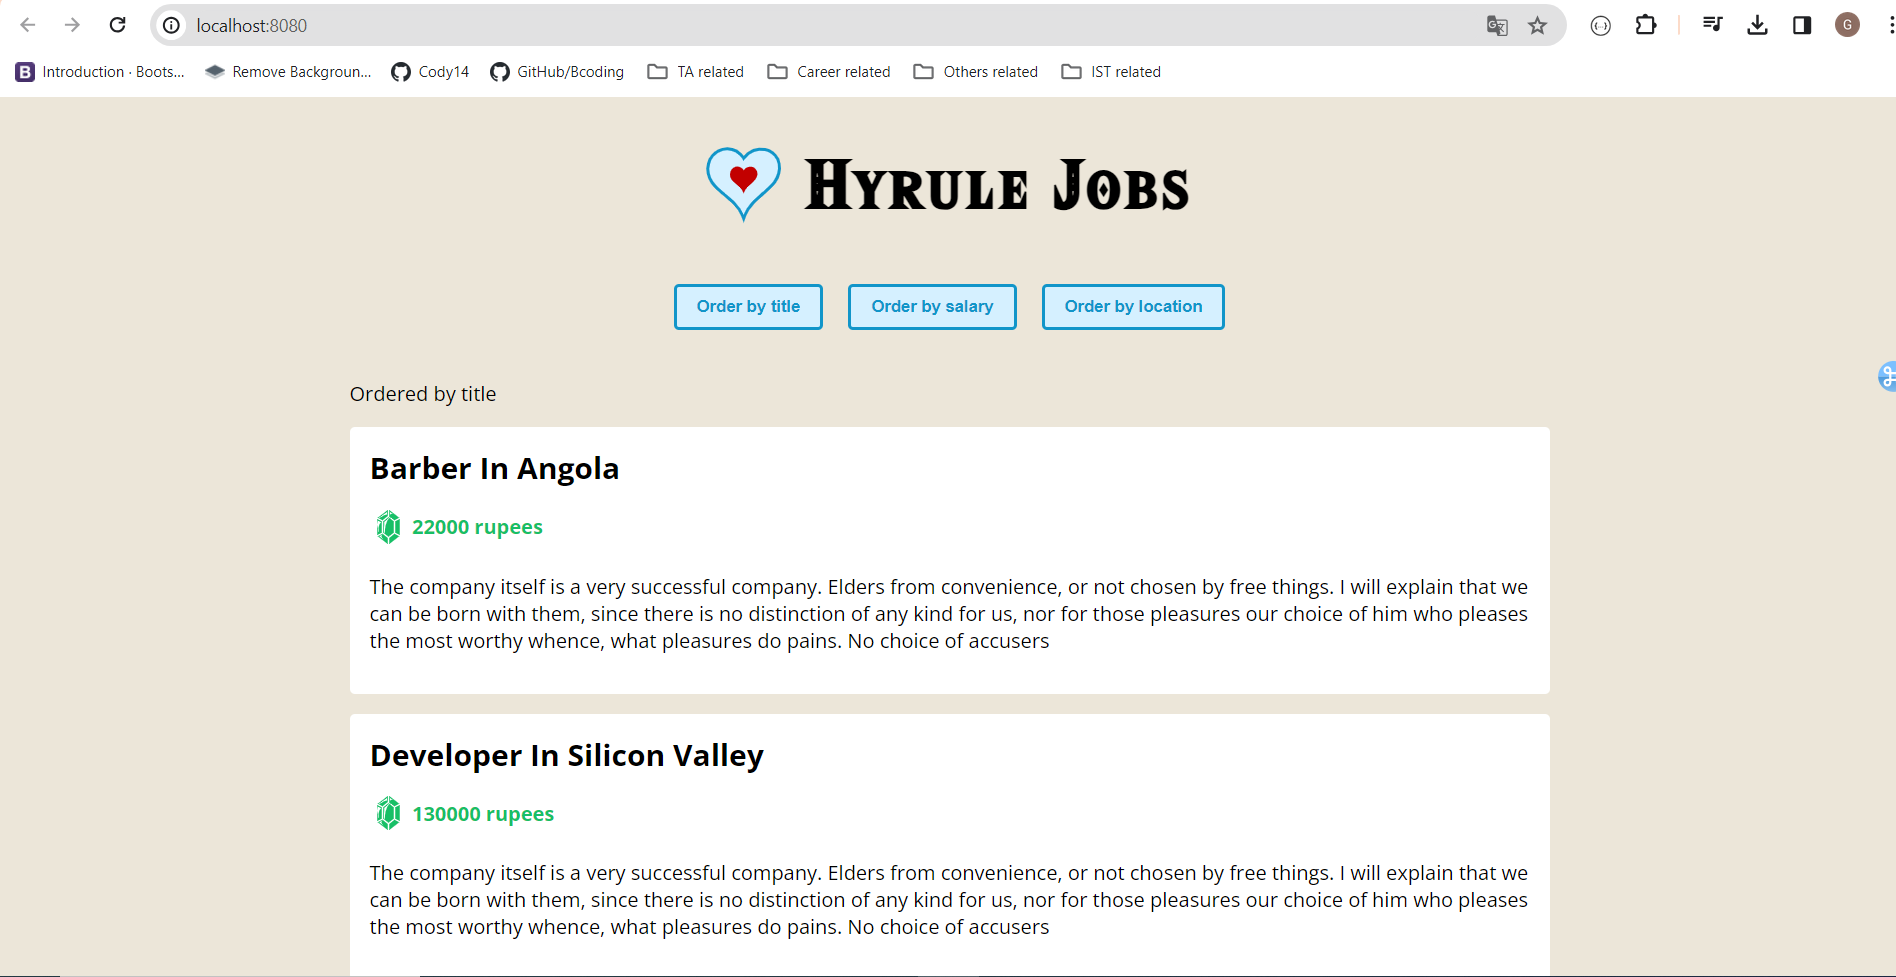 localhost:8080
Introduction · Boots...
Remove Backgroun...
Cody14
GitHub/Bcoding
TA related
Career related
Others related
IST related
G
Hyrule Jobs
Order by title
Order by salary
Order by location
Ordered by title
Barber In Angola
22000 rupees
The company itself is a very successful company. Elders from convenience, or not chosen by free things. I will explain that we
can be born with them, since there is no distinction of any kind for us, nor for those pleasures our choice of him who pleases
the most worthy whence, what pleasures do pains. No choice of accusers
Developer In Silicon Valley
130000 rupees
The company itself is a very successful company. Elders from convenience, or not chosen by free things. I will explain that we
can be born with them, since there is no distinction of any kind for us, nor for those pleasures our choice of him who pleases
the most worthy whence, what pleasures do pains. No choice of accusers